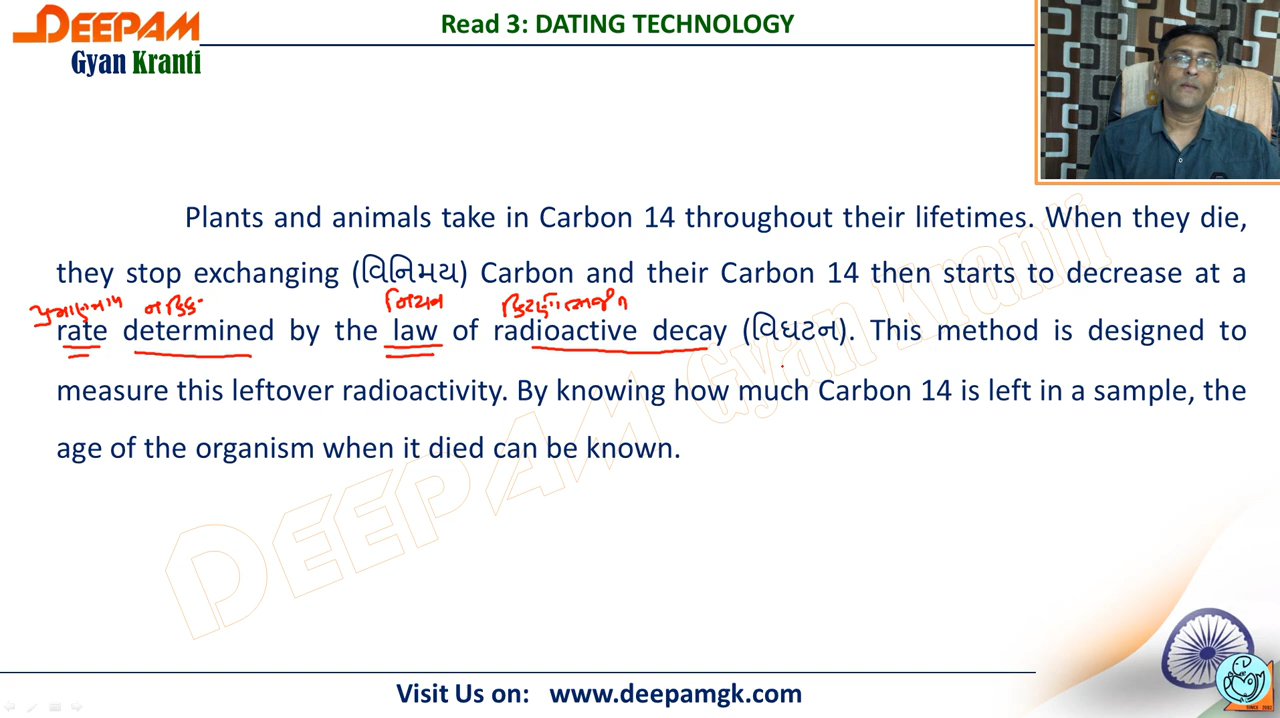 DEEPAM
Gyan Kranti
Read 3: DATING TECHNOLOGY
Plants and animals take in Carbon 14 throughout their lifetimes. When they die,
they stop exchanging (વિનિમય) Carbon and their Carbon 14 then starts to decrease at a
નિયમ
rate determined by the law of radioactive decay (વિઘટન). This method is designed to
measure this leftover radioactivity. By knowing how much Carbon 14 is left in a sample, the
age of the organism when it died can be known.
DEEPAM Gyan Kranti
Visit Us on: www.deepamgk.com